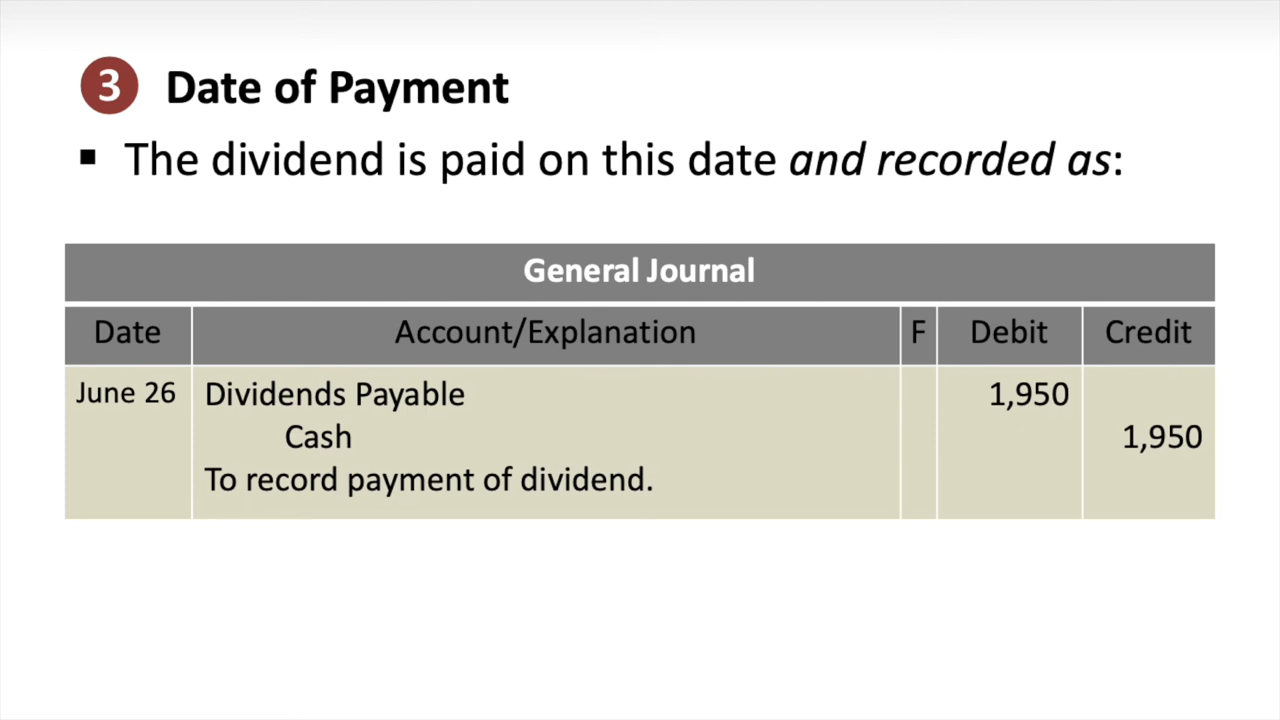 3 Date of Payment
▪ The dividend is paid on this date and recorded as:
General Journal
Date Account/Explanation F Debit Credit
June 26 Dividends Payable 1,950
Cash 1,950
To record payment of dividend.